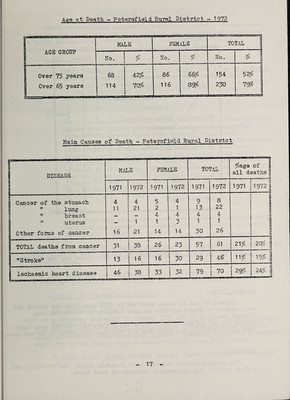 Age at Death - Petersfield Rural District - 1972
AGE GROUP MALE FEMALE TOTAL
No. % No. % No. %
Over 75 years 68 42% 86 66% 154 52%
Over 65 years 114 70% 116 89% 230 79%
Main Causes of Death - Petersfield Rural District
DISEASE MALE FEMALE TOTAL %age of all deaths
1971 1972 1971 1972 1971 1972 1971 1972
Cancer of the stomach 4 4 5 4 9 8
" lung 11 21 2 1 13 22
" breast - - 4 4 4 4
" uterus - 1 1 3 1 1
Other forms of cancer 16 21 14 14 30 26
TOTAL deaths from cancer 31 38 26 23 57 61 21% 20%
"Stroke" 13 16 16 30 29 46 11% 15%
Ischaemic heart disease 46 38 33 32 79 70 29% 24%
- 17 -